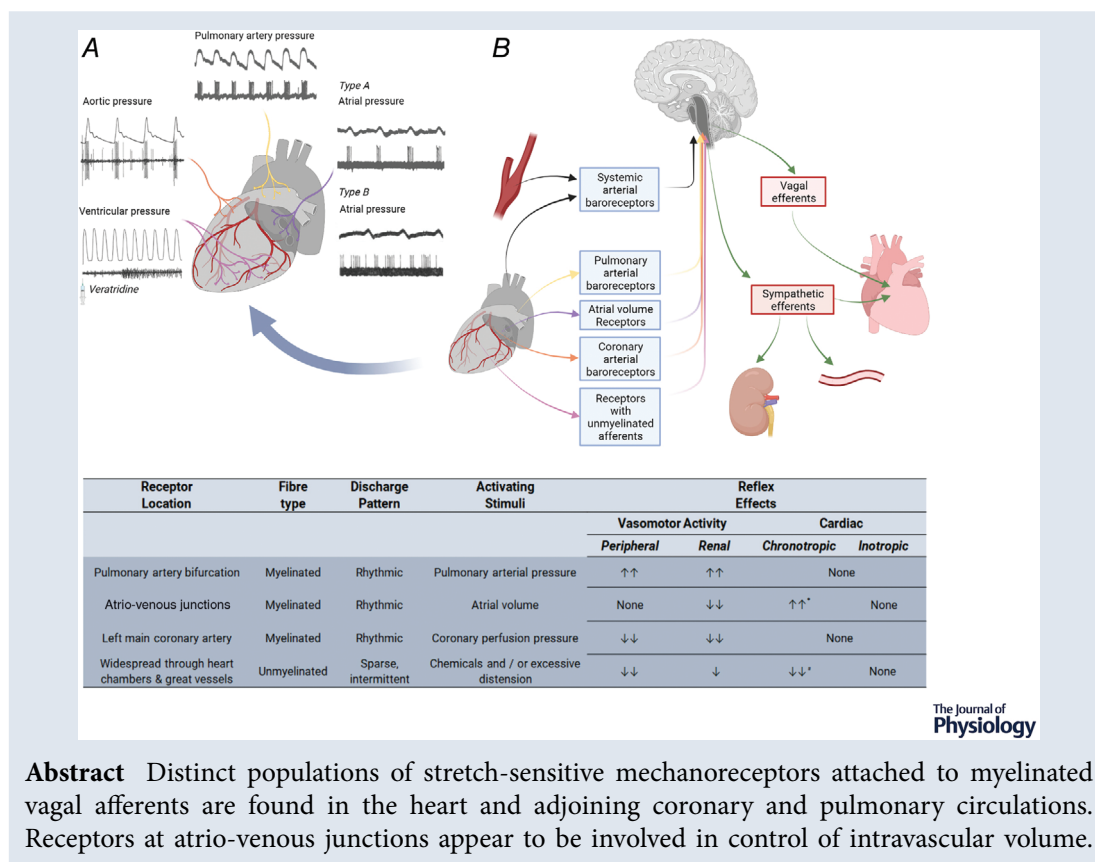 A
Pulmonary artery pressure
Type A
Atrial pressure
Aortic pressure
Type B
Atrial pressure
Ventricular pressure
Veratridine
B
Systemic
arterial
baroreceptors
Vagal
efferents
Pulmonary
arterial
baroreceptors
Atrial volume
Receptors
Sympathetic
efferents
Coronary
arterial
baroreceptors
Receptors
with
unmyelinated
afferents
Receptor Fibre Discharge Activating Reflex
Location type Pattern Stimuli Effects
Vasomotor Activity Cardiac
Peripheral Renal Chronotropic Inotropic
Pulmonary artery bifurcation Myelinated Rhythmic Pulmonary arterial pressure ↑↑ ↑↑ None
Atrio-venous junctions Myelinated Rhythmic Atrial volume None ↓↓ ↑↑* None
Left main coronary artery Myelinated Rhythmic Coronary perfusion pressure ↓↓ ↓↓ None
Widespread through heart Sparse, Chemicals and / or excessive
chambers & great vessels Unmyelinated intermittent distension ↓↓ ↓ ↓↓ None
The Journal of
Physiology
Abstract Distinct populations of stretch-sensitive mechanoreceptors attached to myelinated
vagal afferents are found in the heart and adjoining coronary and pulmonary circulations.
Receptors at atrio-venous junctions appear to be involved in control of intravascular volume.